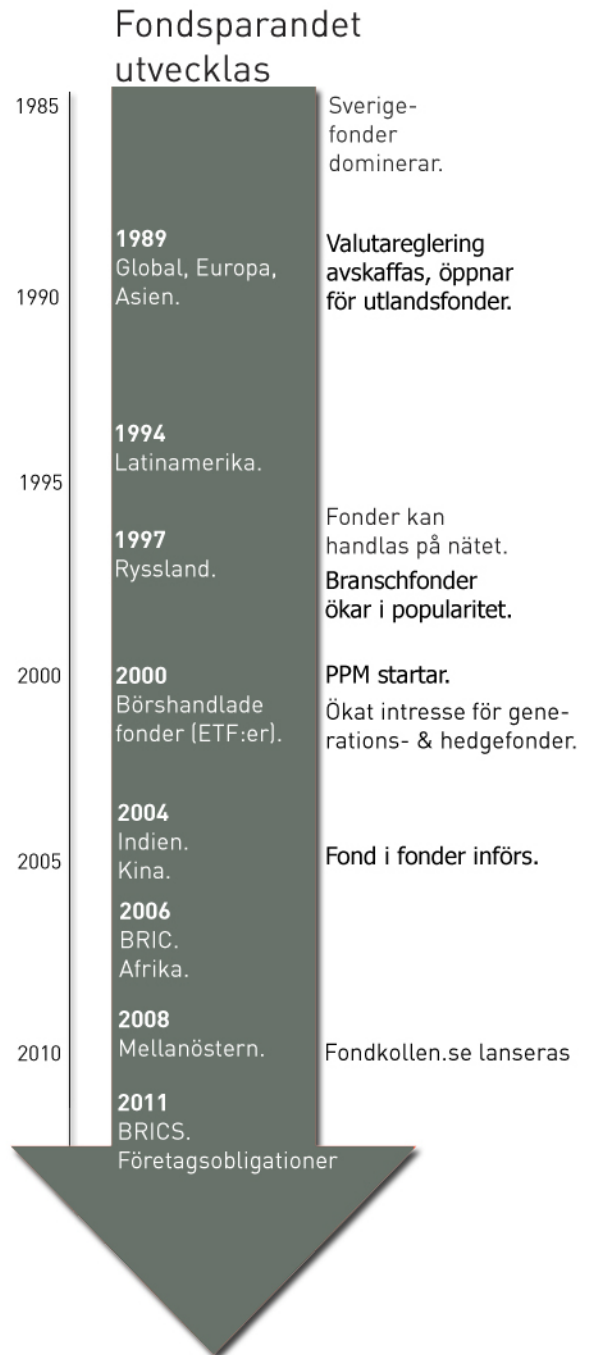 Fondsparandet
utvecklas
1985
Sverige-
fonder
dominerar.
1989
Global, Europa,
Asien.
Valutareglering
avskaffas, öppnar
för utlandsfonder.
1990
1994
Latinamerika.
1995
1997
Ryssland.
Fonder kan
handlas på nätet.
Branschfonder
ökar i popularitet.
2000
2000
Börshandlade
fonder (ETF:er).
PPM startar.
Ökat intresse för gene-
rations- & hedgefonder.
2004
Indien.
Kina.
2005
Fond i fonder införs.
2006
BRIC.
Afrika.
2008
Mellanöstern.
2010
Fondkollen.se lanseras
2011
BRICS.
Företagsobligationer